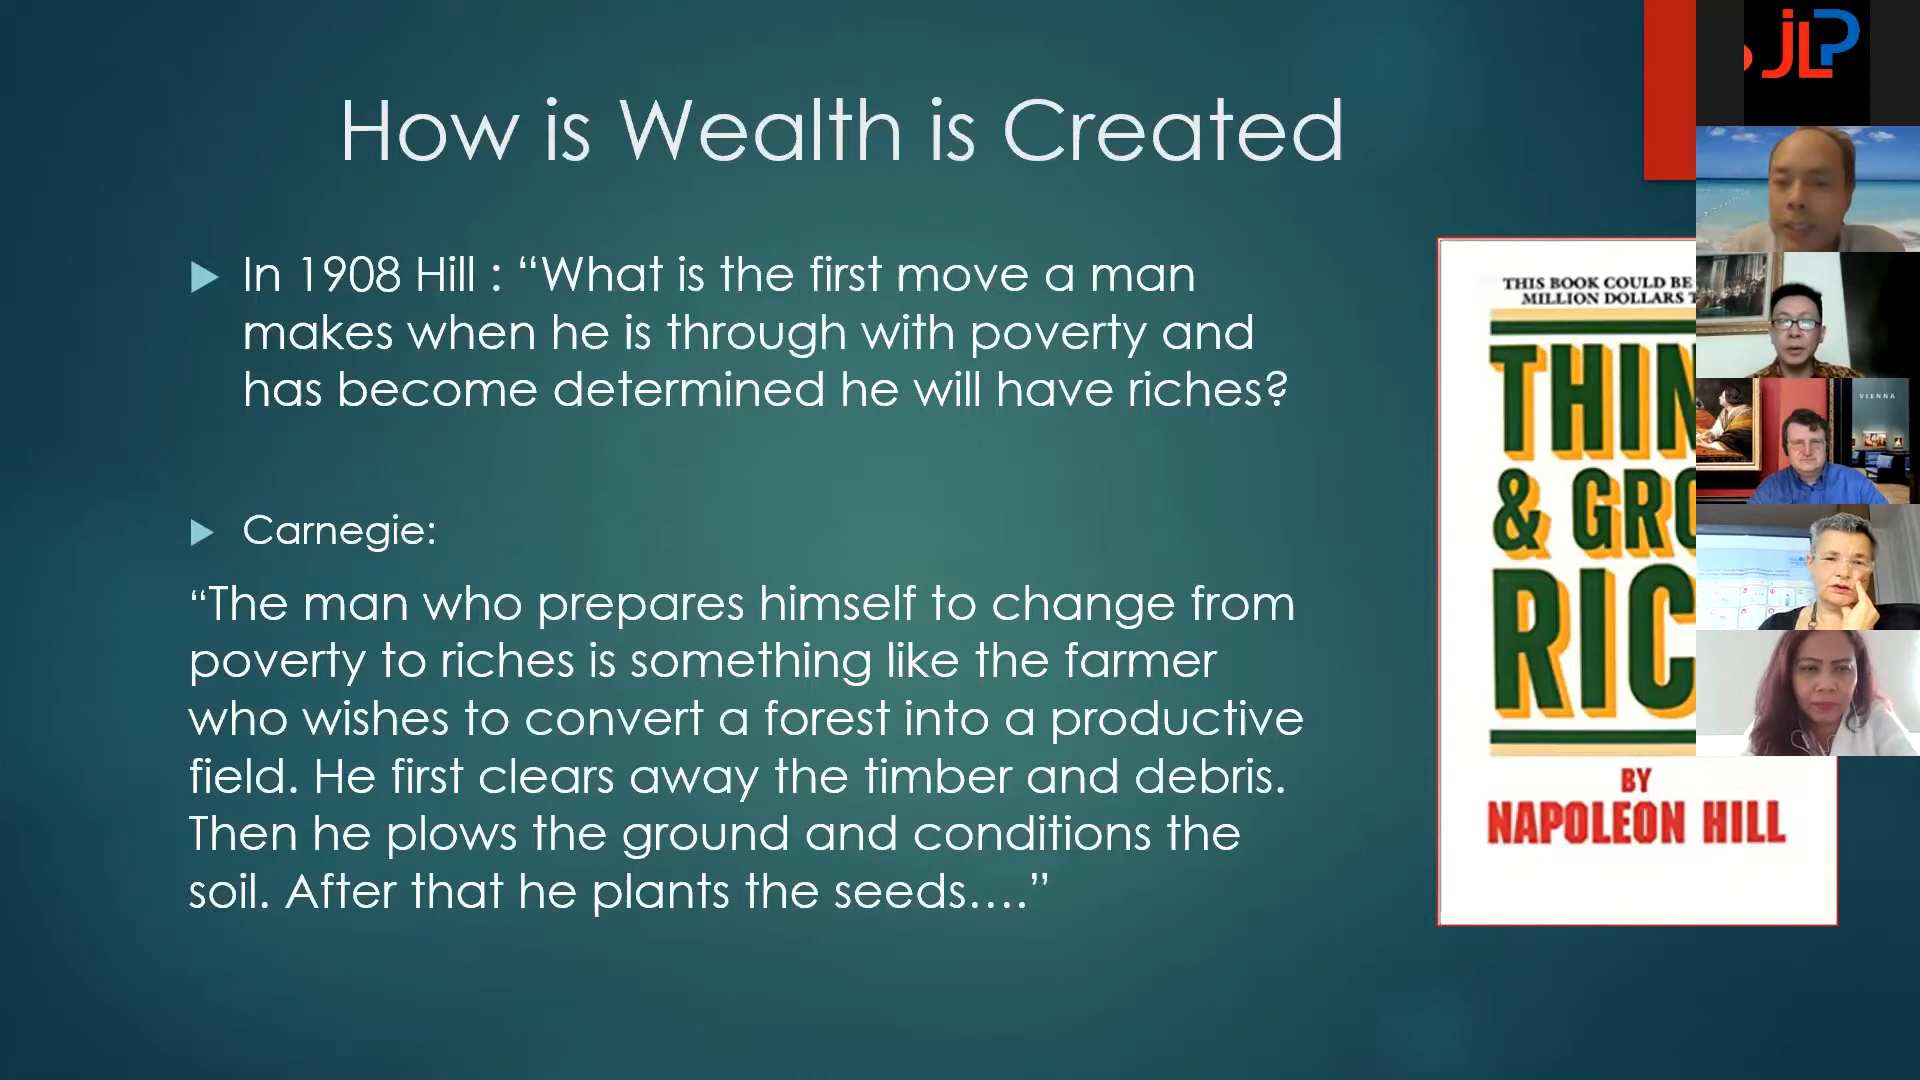 How is Wealth is Created
In 1908 Hill : “What is the first move a man
makes when he is through with poverty and
has become determined he will have riches?
Carnegie:
“The man who prepares himself to change from
poverty to riches is something like the farmer
who wishes to convert a forest into a productive
field. He first clears away the timber and debris.
Then he plows the ground and conditions the
soil. After that he plants the seeds….”
THIS BOOK COULD BE
MILLION DOLLARS
THIN
& GRO
RIC
BY
NAPOLEON HILL
JLP
VIENNA